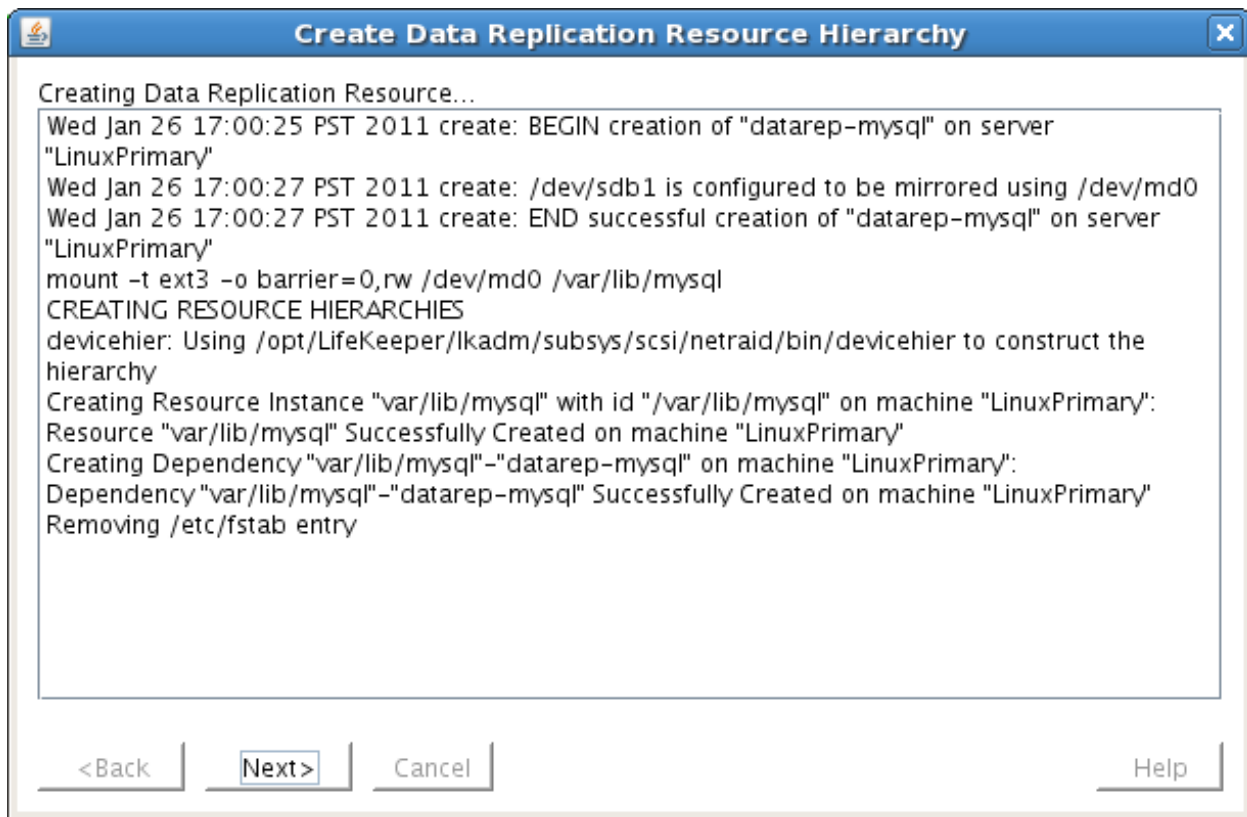 Create Data Replication Resource Hierarchy
Creating Data Replication Resource...
Wed Jan 26 17:00:25 PST 2011 create: BEGIN creation of "datarep-mysql" on server
"LinuxPrimary"
Wed Jan 26 17:00:27 PST 2011 create: /dev/sdb1 is configured to be mirrored using /dev/md0
Wed Jan 26 17:00:27 PST 2011 create: END successful creation of "datarep-mysql" on server
"LinuxPrimary"
mount -t ext3 -o barrier=0,rw /dev/md0 /var/lib/mysql
CREATING RESOURCE HIERARCHIES
devicehier: Using /opt/LifeKeeper/lkadm/subsys/scsi/netraid/bin/devicehier to construct the
hierarchy
Creating Resource Instance "var/lib/mysql" with id "/var/lib/mysql" on machine "LinuxPrimary":
Resource "var/lib/mysql" Successfully Created on machine "LinuxPrimary"
Creating Dependency "var/lib/mysql"-"datarep-mysql" on machine "LinuxPrimary":
Dependency "var/lib/mysql"-"datarep-mysql" Successfully Created on machine "LinuxPrimary"
Removing /etc/fstab entry
<Back Next> Cancel Help